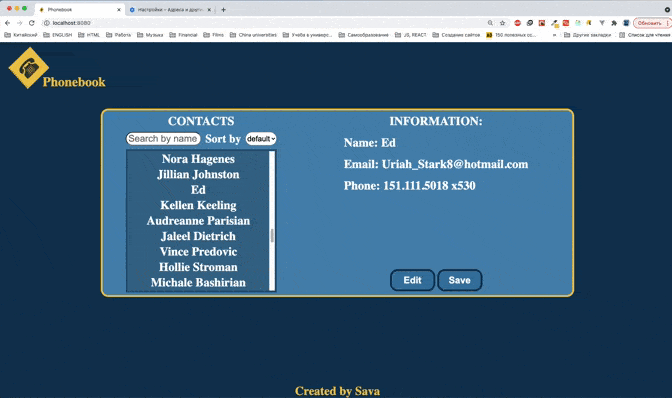 Phonebook
Настройки – Адреса и други
localhost:8080
Обновить
Китайский ENGLISH HTML Работа Музыка Financial Films China universities Учеба в универс... Самообразование JS, REACT Создание сайтов 150 полезных ос... Другие закладки Список для чтения
Phonebook
CONTACTS
Search by name Sort by default
Nora Hagenes
Jillian Johnston
Ed
Kellen Keeling
Audreanne Parisian
Jaleel Dietrich
Vince Predovic
Hollie Stroman
Michale Bashirian
INFORMATION:
Name: Ed
Email: Uriah_Stark8@hotmail.com
Phone: 151.111.5018 x530
Edit Save
Created by Sava